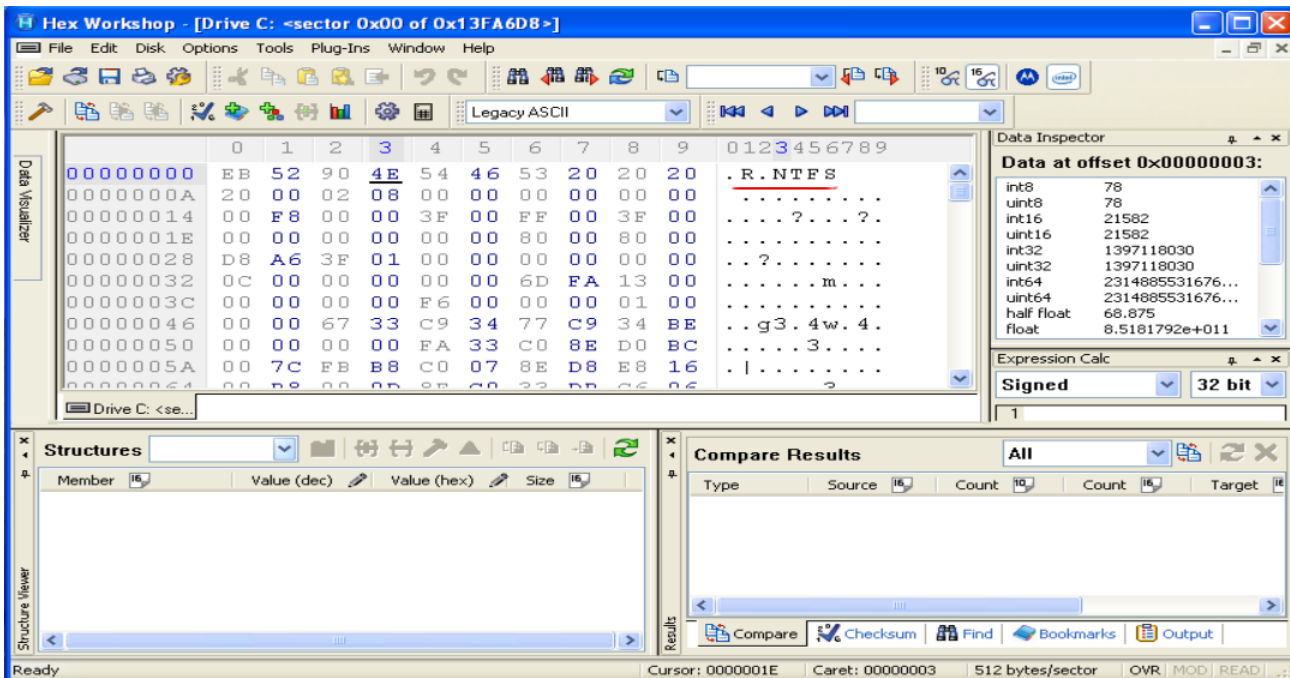 Hex Workshop - [Drive C: <sector 0x00 of 0x13FA6D8>]
File Edit Disk Options Tools Plug-Ins Window Help
Legacy ASCII
Data Visualizer
0 1 2 3 4 5 6 7 8 9 0123456789
00000000 EB 52 90 4E 54 46 53 20 20 20 .R.NTFS
0000000A 20 00 02 08 00 00 00 00 00 00 .........
00000014 00 F8 00 00 3F 00 FF 00 3F 00 ....?...?.
0000001E 00 00 00 00 00 00 80 00 80 00 ..........
00000028 D8 A6 3F 01 00 00 00 00 00 00 ..?.......
00000032 0C 00 00 00 00 00 6D FA 13 00 ......m...
0000003C 00 00 00 00 F6 00 00 00 01 00 ..........
00000046 00 00 67 33 C9 34 77 C9 34 BE ..g3.4w.4.
00000050 00 00 00 00 FA 33 C0 8E D0 BC .....3....
0000005A 00 7C FB B8 C0 07 8E D8 E8 16 .|........
Drive C: <se...
Data Inspector
Data at offset 0x00000003:
int8 78
uint8 78
int16 21582
uint16 21582
int32 1397118030
uint32 1397118030
int64 2314885531676...
uint64 2314885531676...
half float 68.875
float 8.5181792e+011
Expression Calc
Signed 32 bit
1
Structures
Member Value (dec) Value (hex) Size
Structure Viewer
Compare Results All
Type Source Count Count Target
Results
Compare Checksum Find Bookmarks Output
Ready Cursor: 0000001E Caret: 00000003 512 bytes/sector OVR MOD READ